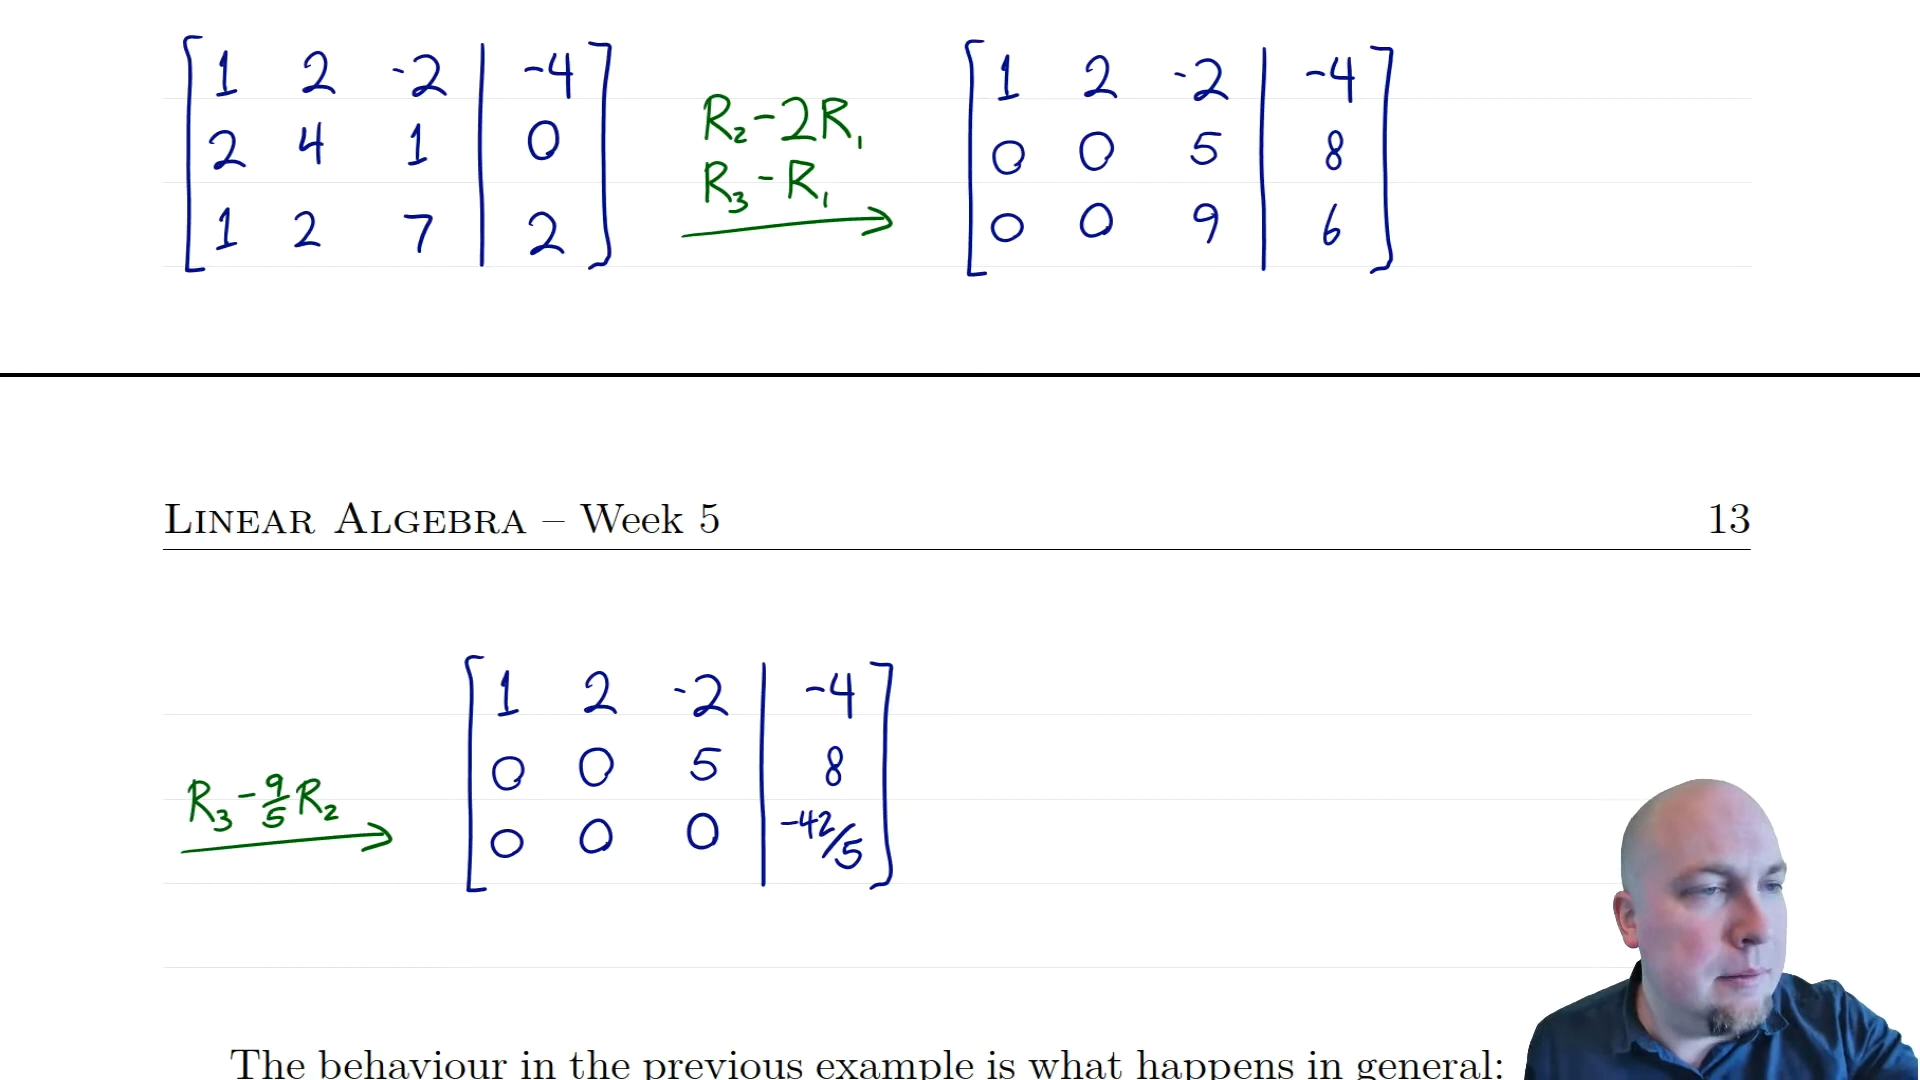 1 2 -2 | -4
2 4 1 | 0
1 2 7 | 2
R₂-2R₁
R₃-R₁
1 2 -2 | -4
0 0 5 | 8
0 0 9 | 6
LINEAR ALGEBRA – Week 5 13
R₃-9/5R₂
1 2 -2 | -4
0 0 5 | 8
0 0 0 | -42/5
The behaviour in the previous example is what happens in general: